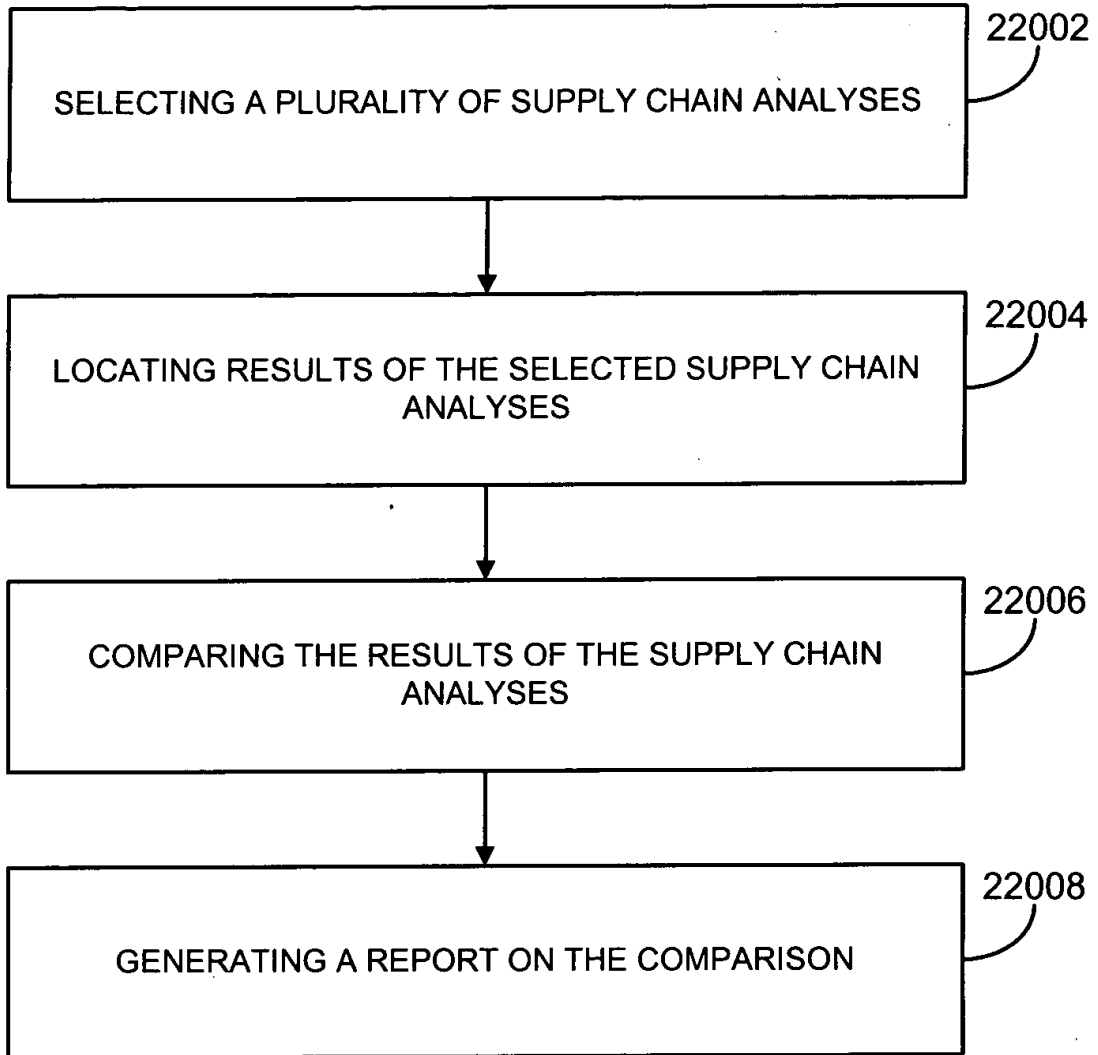 22002
SELECTING A PLURALITY OF SUPPLY CHAIN ANALYSES
22004
LOCATING RESULTS OF THE SELECTED SUPPLY CHAIN
ANALYSES
22006
COMPARING THE RESULTS OF THE SUPPLY CHAIN
ANALYSES
22008
GENERATING A REPORT ON THE COMPARISON